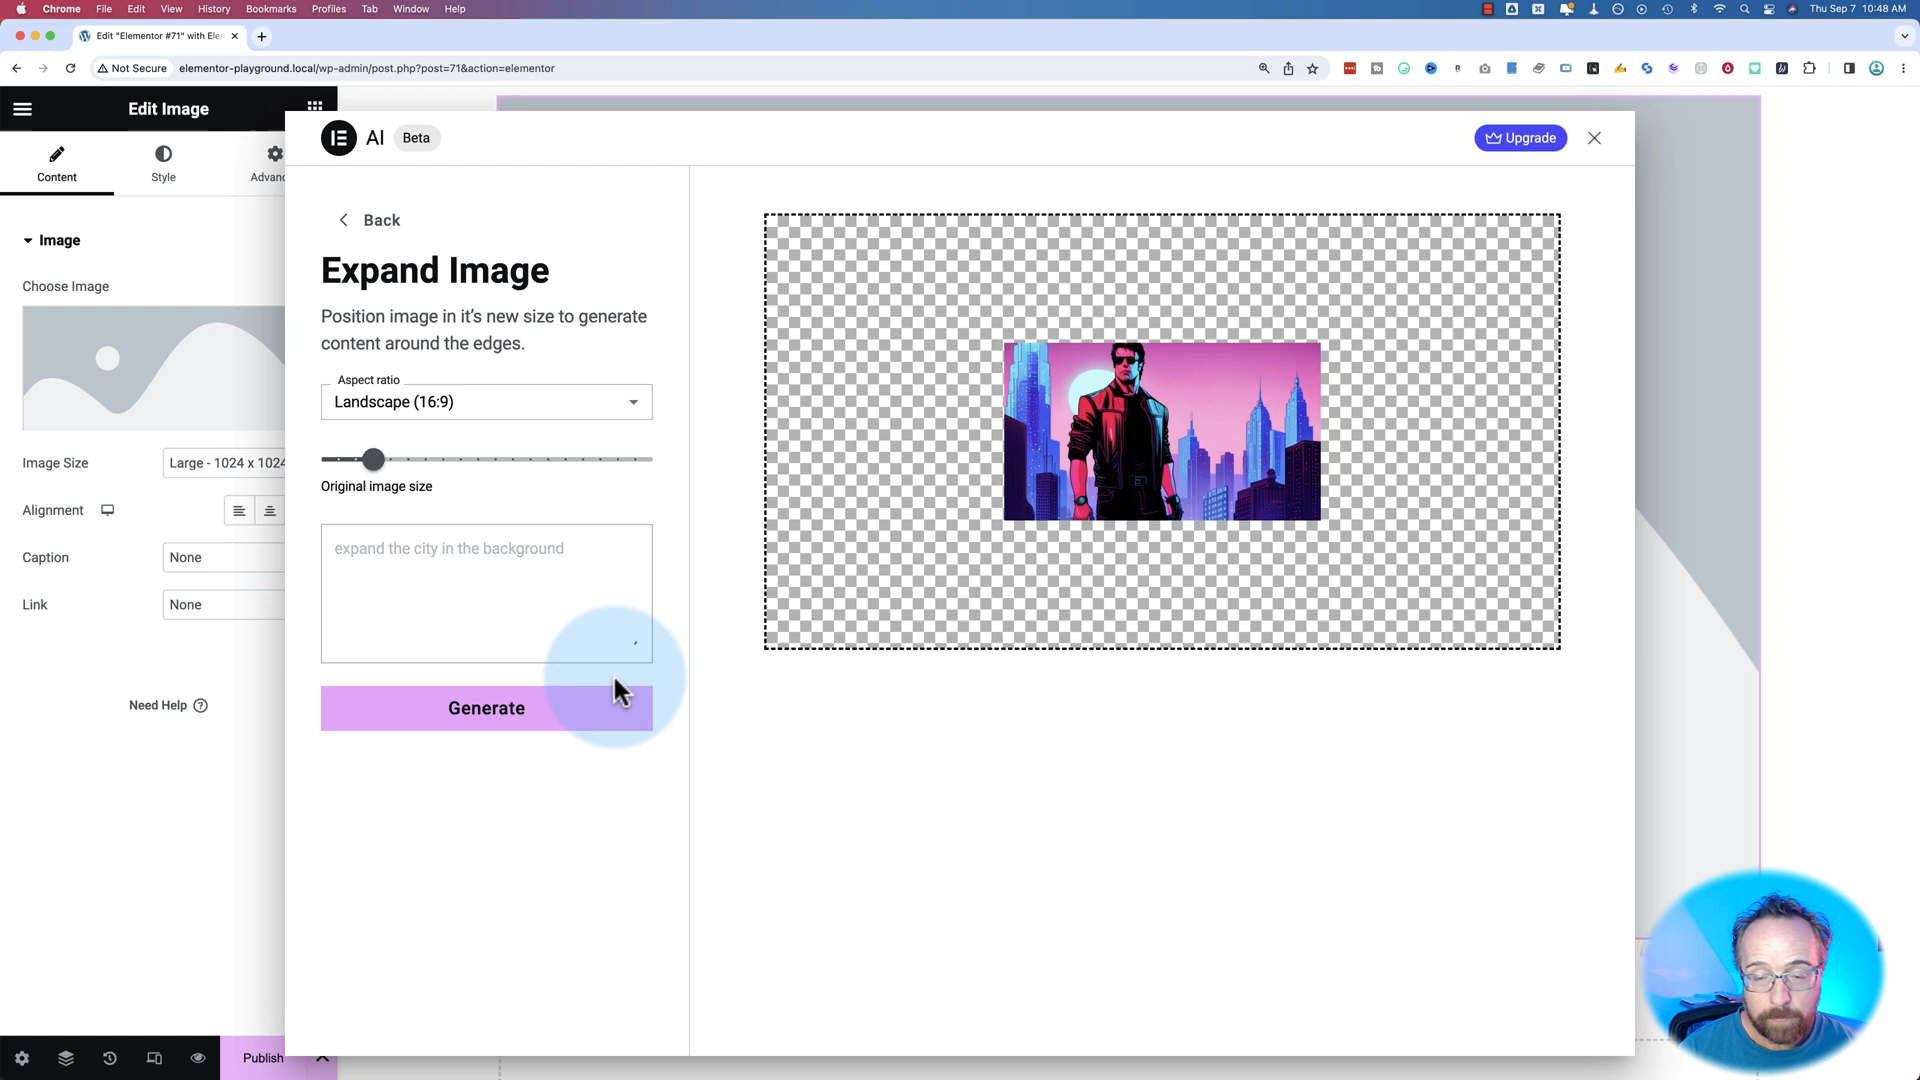 Chrome File Edit View History Bookmarks Profiles Tab Window Help
Thu Sep 7 10:48 AM
Edit "Elementor #71" with Eler
Not Secure elementor-playground.local/wp-admin/post.php?post=71&action=elementor
Edit Image
Content
Style
Advanc
Image
Choose Image
Image Size
Large - 1024 x 1024
Alignment
Caption
None
Link
None
Need Help
Publish
AI
Beta
Upgrade
Back
Expand Image
Position image in it's new size to generate
content around the edges.
Aspect ratio
Landscape (16:9)
Original image size
expand the city in the background
Generate